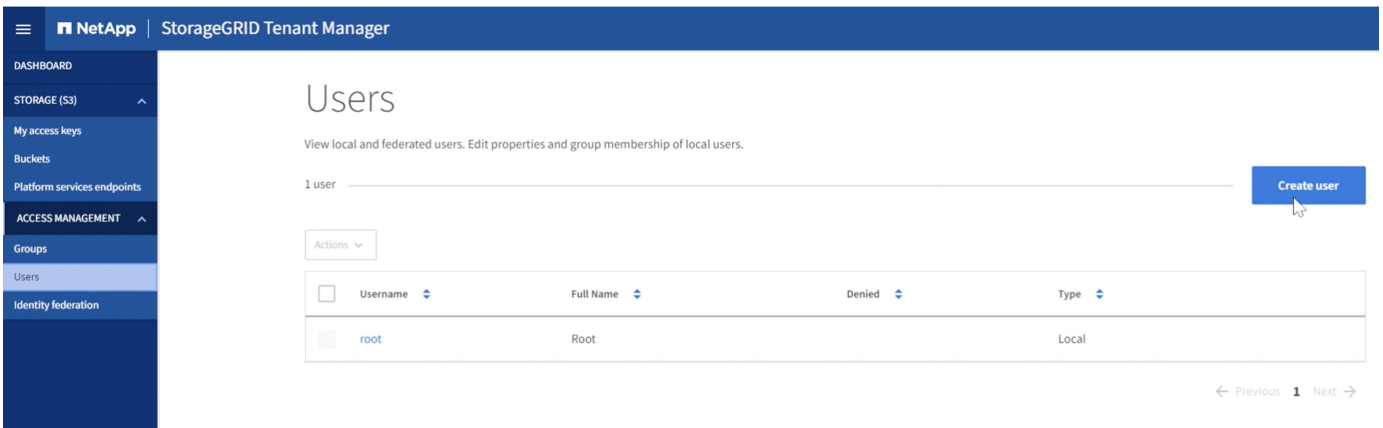 NetApp StorageGRID Tenant Manager
DASHBOARD
STORAGE (S3)
My access keys
Buckets
Platform services endpoints
ACCESS MANAGEMENT
Groups
Users
Identity federation
Users
View local and federated users. Edit properties and group membership of local users.
1 user
Create user
Actions
Username Full Name Denied Type
root Root Local
← Previous 1 Next →